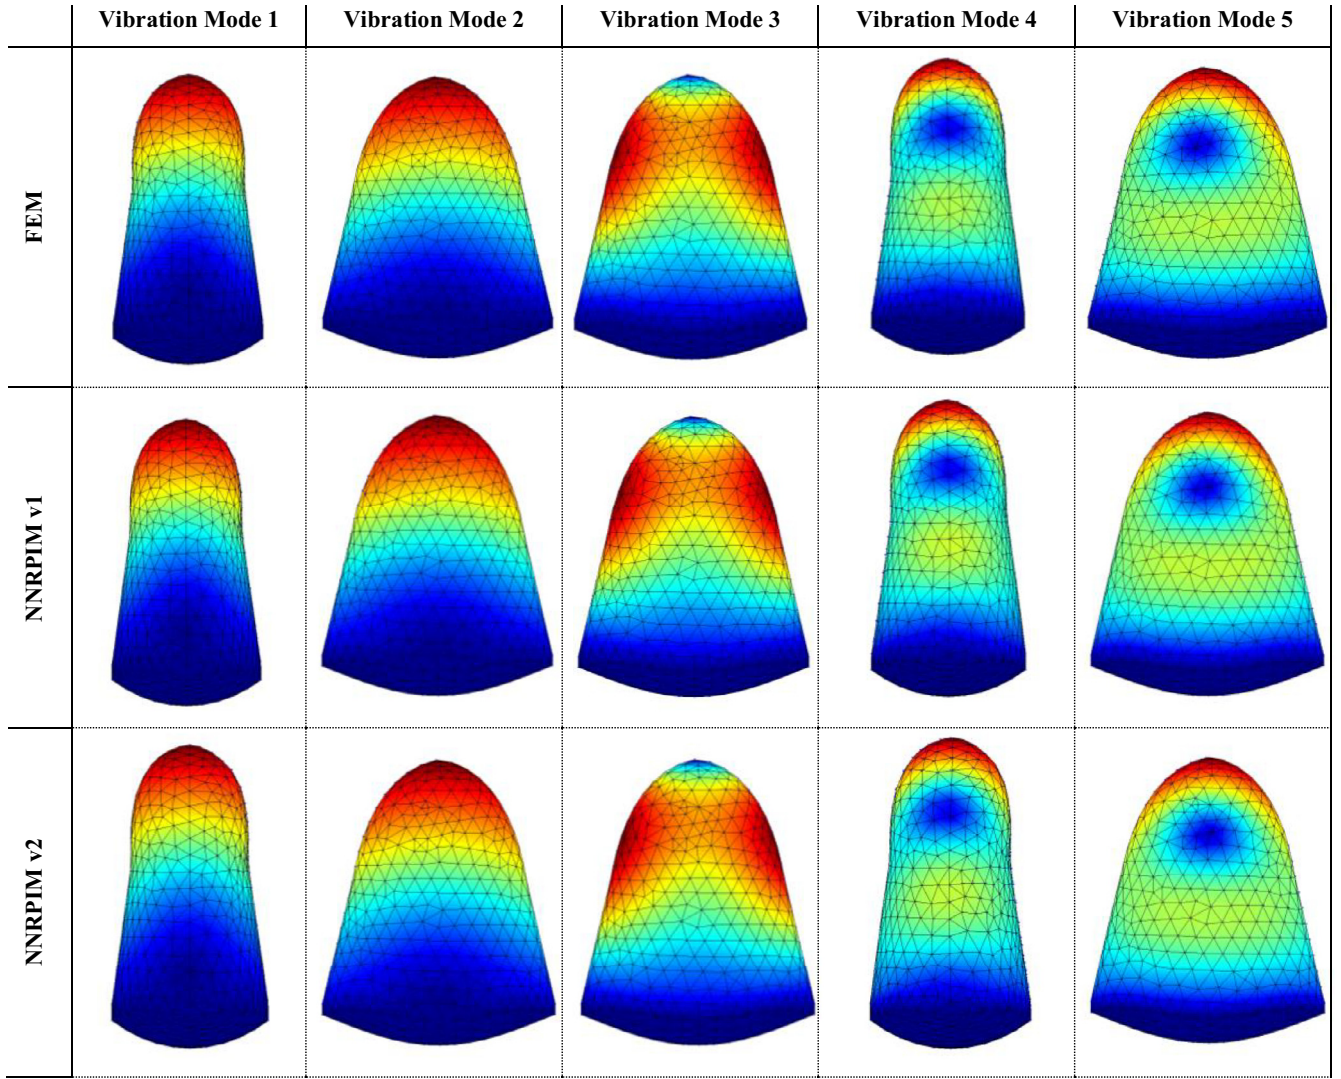 Vibration Mode 1
Vibration Mode 2
Vibration Mode 3
Vibration Mode 4
Vibration Mode 5
FEM
NNRPIM v1
NNRPIM v2